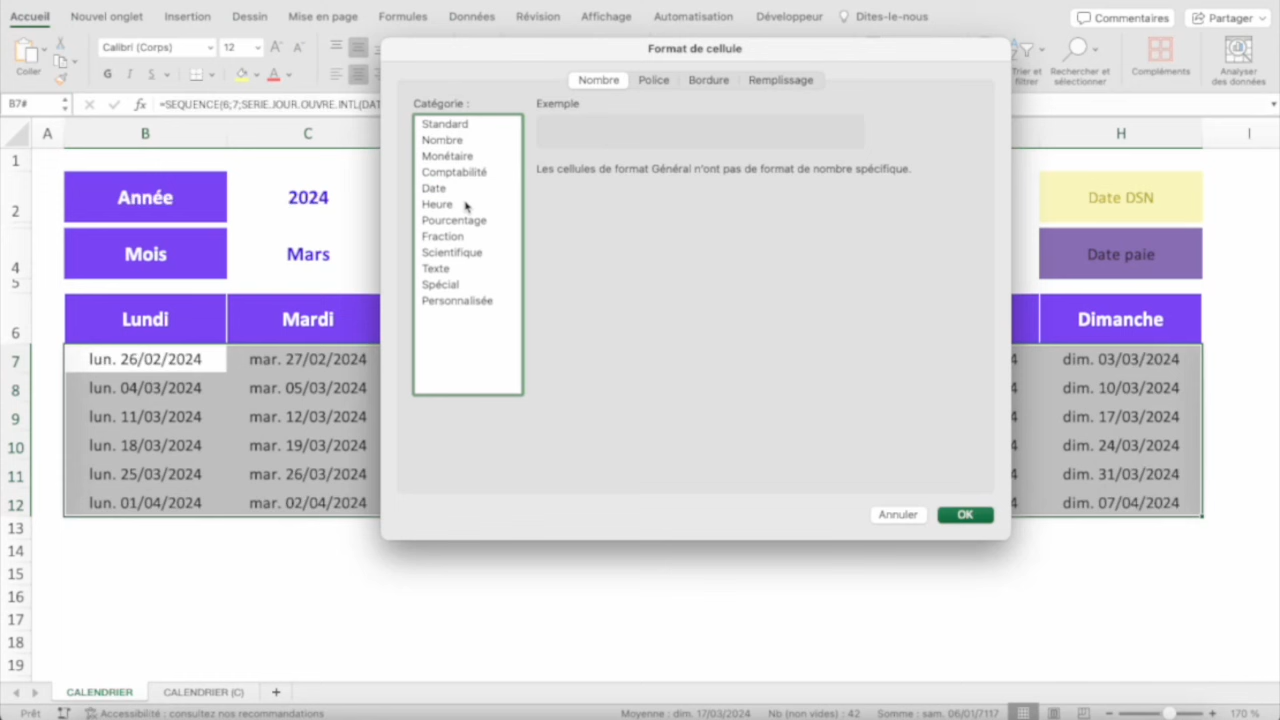 Accueil Nouvel onglet Insertion Dessin Mise en page Formules Données Révision Affichage Automatisation Développeur Dites-le-nous Commentaires Partager
Coller Calibri (Corps) 12 G I S Trier et filtrer Rechercher et sélectionner Compléments Analyser des données
B7# fx =SEQUENCE(6;7;SERIE.JOUR.OUVRE.INTL(DAT
Format de cellule
Nombre Police Bordure Remplissage
Catégorie :
Standard
Nombre
Monétaire
Comptabilité
Date
Heure
Pourcentage
Fraction
Scientifique
Texte
Spécial
Personnalisée
Exemple
Les cellules de format Général n'ont pas de format de nombre spécifique.
Annuler OK
A B C H I
1
2 Année 2024 Date DSN
4 Mois Mars Date paie
5
6 Lundi Mardi Dimanche
7 lun. 26/02/2024 mar. 27/02/2024 4 dim. 03/03/2024
8 lun. 04/03/2024 mar. 05/03/2024 4 dim. 10/03/2024
9 lun. 11/03/2024 mar. 12/03/2024 4 dim. 17/03/2024
10 lun. 18/03/2024 mar. 19/03/2024 4 dim. 24/03/2024
11 lun. 25/03/2024 mar. 26/03/2024 4 dim. 31/03/2024
12 lun. 01/04/2024 mar. 02/04/2024 4 dim. 07/04/2024
13
14
15
16
17
18
19
CALENDRIER CALENDRIER (C) +
Prêt Accessibilité : consultez nos recommandations Moyenne : dim. 17/03/2024 Nb (non vides) : 42 Somme : sam. 06/01/7117 170 %